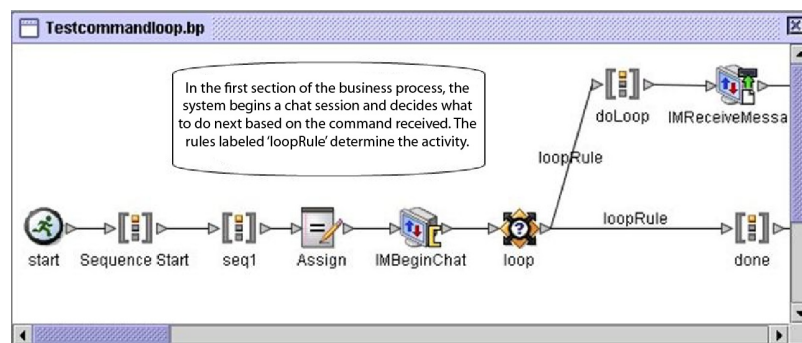 Testcommandloop.bp
In the first section of the business process, the
system begins a chat session and decides what
to do next based on the command received. The
rules labeled ‘loopRule’ determine the activity.
doLoop
IMReceiveMessa
loopRule
loopRule
start
Sequence Start
seq1
Assign
IMBeginChat
loop
done